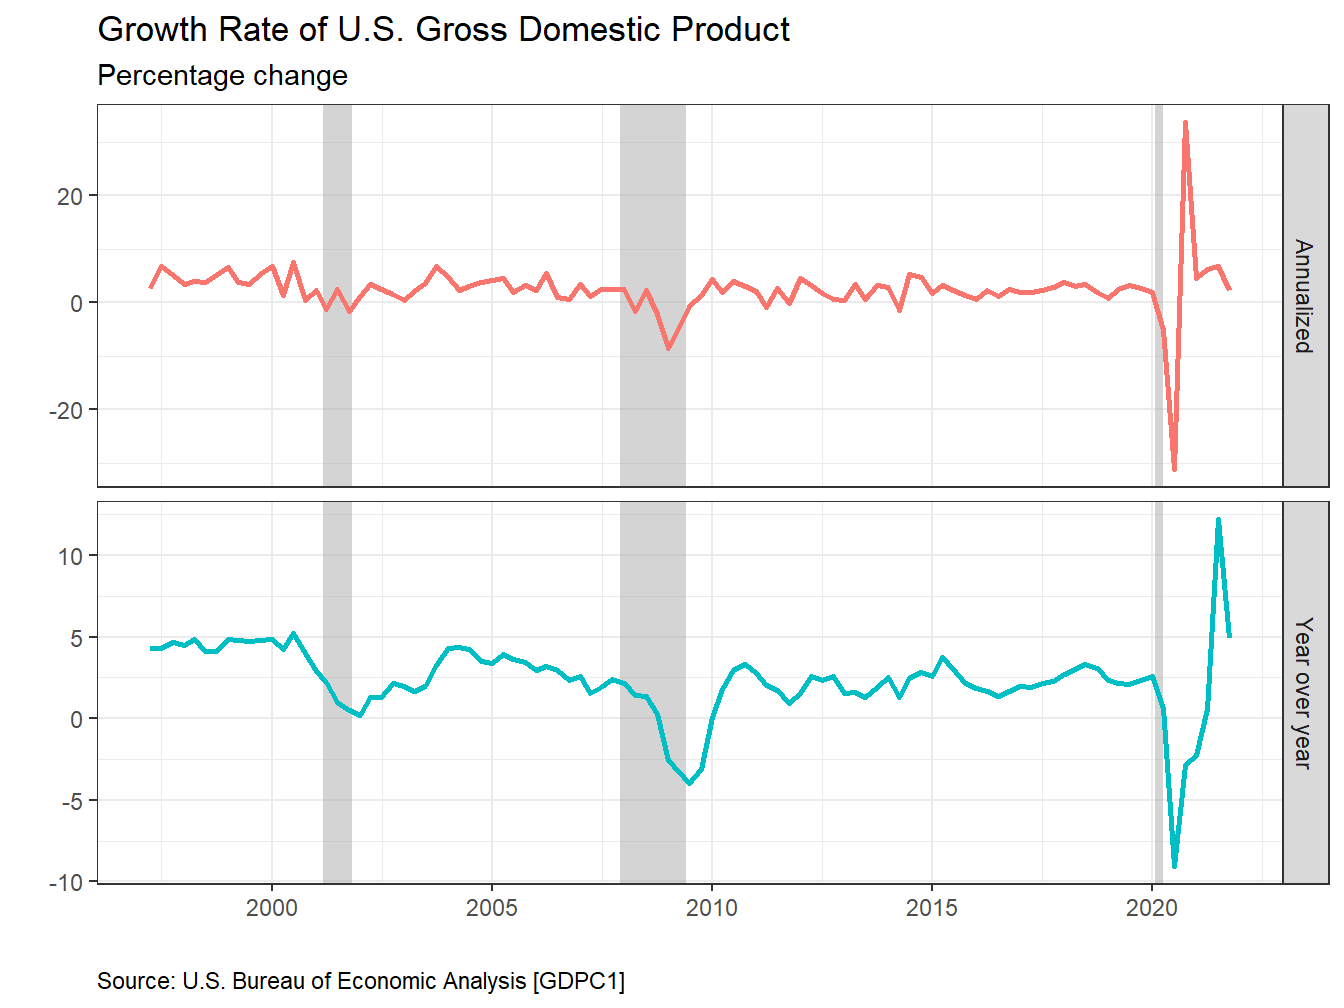 Growth Rate of U.S. Gross Domestic Product
Percentage change
20
0
-20
Annualized
10
5
0
-5
-10
Year over year
2000 2005 2010 2015 2020
Source: U.S. Bureau of Economic Analysis [GDPC1]